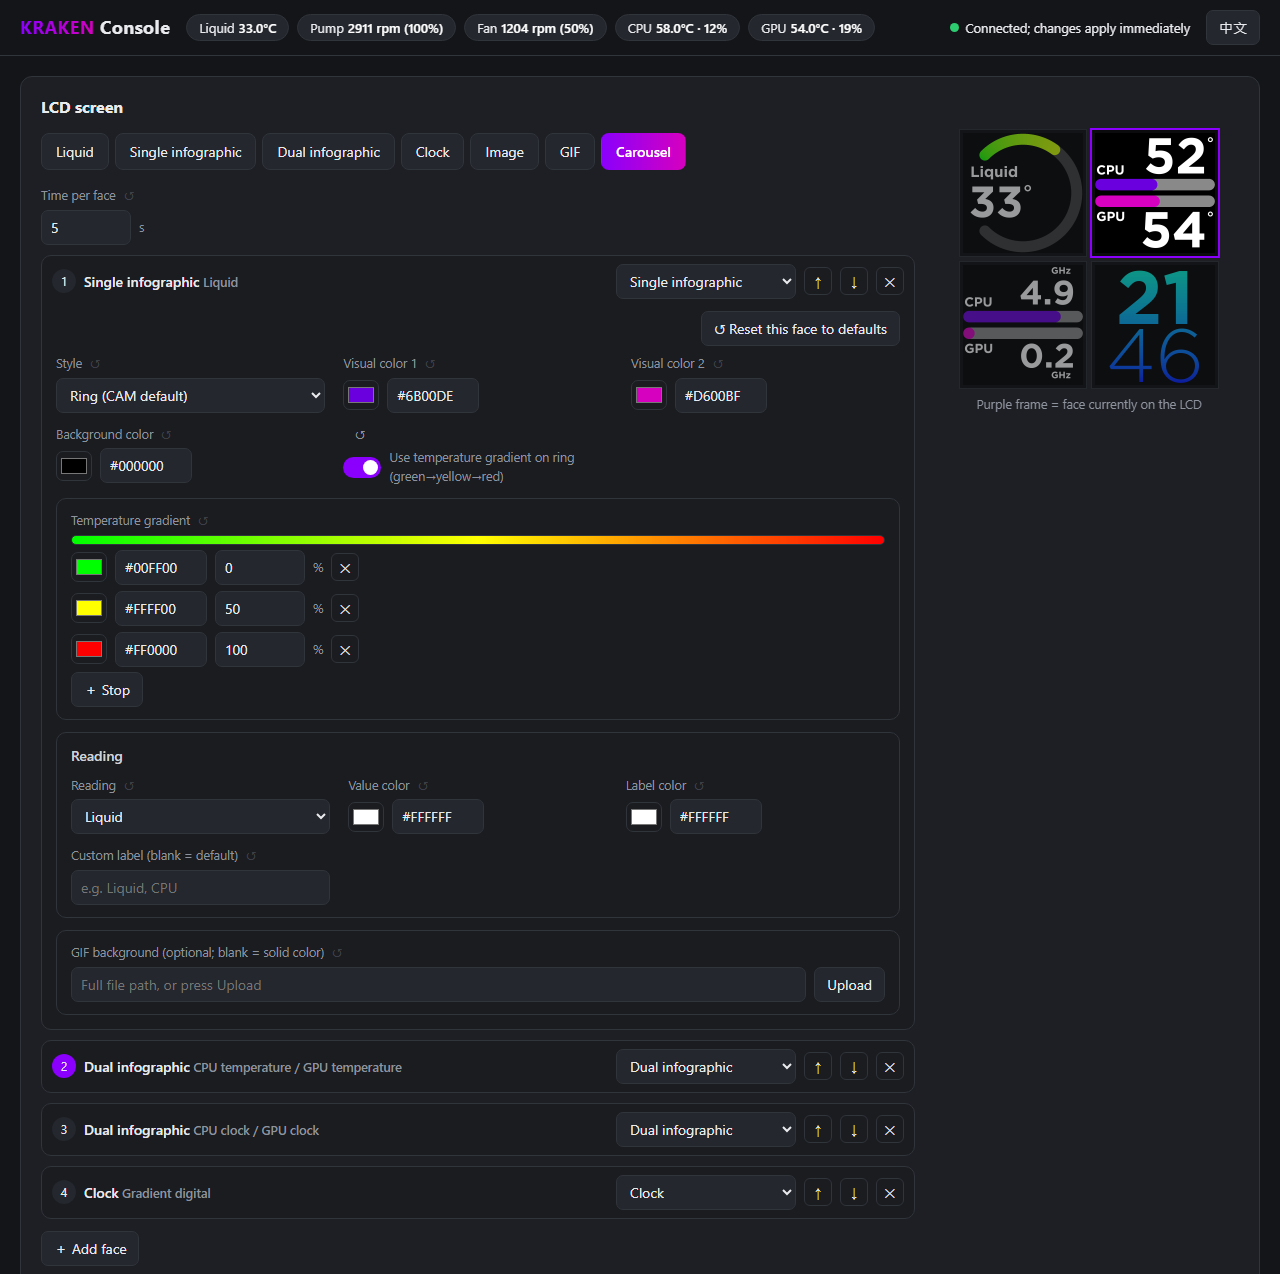 KRAKEN Console
Liquid 33.0°C
Pump 2911 rpm (100%)
Fan 1204 rpm (50%)
CPU 58.0°C · 12%
GPU 54.0°C · 19%
Connected; changes apply immediately
中文
LCD screen
Liquid
Single infographic
Dual infographic
Clock
Image
GIF
Carousel
Time per face ↺
5 s
1 Single infographic Liquid
Single infographic
↑ ↓ ×
↺ Reset this face to defaults
Style ↺
Visual color 1 ↺
Visual color 2 ↺
Ring (CAM default)
#6B00DE
#D600BF
Background color ↺
↺
#000000
Use temperature gradient on ring
(green→yellow→red)
Temperature gradient ↺
#00FF00 0 % ×
#FFFF00 50 % ×
#FF0000 100 % ×
+ Stop
Reading
Reading ↺
Value color ↺
Label color ↺
Liquid
#FFFFFF
#FFFFFF
Custom label (blank = default) ↺
e.g. Liquid, CPU
GIF background (optional; blank = solid color) ↺
Full file path, or press Upload
Upload
2 Dual infographic CPU temperature / GPU temperature
Dual infographic
↑ ↓ ×
3 Dual infographic CPU clock / GPU clock
Dual infographic
↑ ↓ ×
4 Clock Gradient digital
Clock
↑ ↓ ×
+ Add face
Liquid
33°
CPU 52°
GPU 54°
GHz
CPU 4.9
GPU 0.2
GHz
21
46
Purple frame = face currently on the LCD